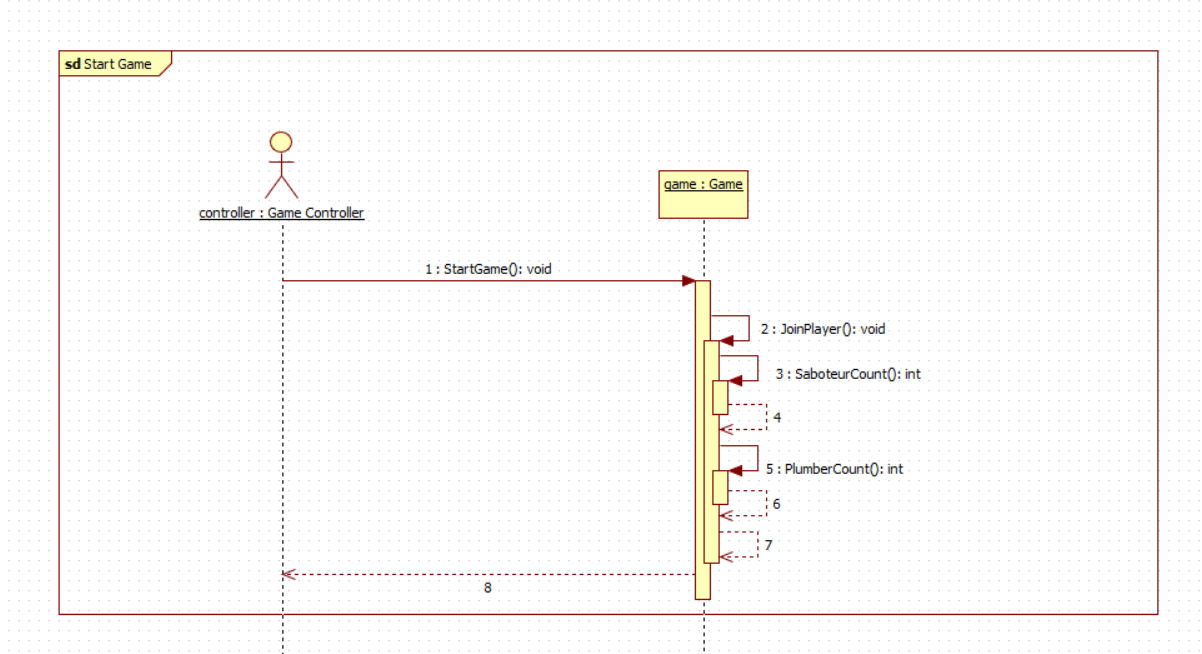 sd Start Game
controller : Game Controller
game : Game
1 : StartGame(): void
2 : JoinPlayer(): void
3 : SaboteurCount(): int
4
5 : PlumberCount(): int
6
7
8